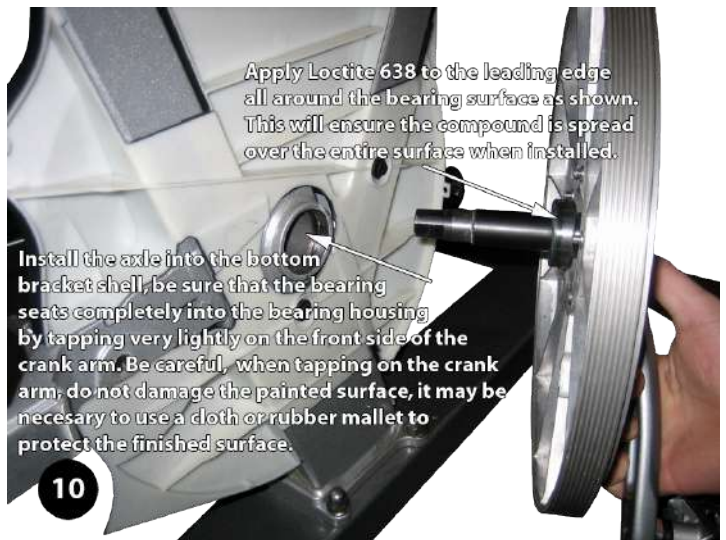 Apply Loctite 638 to the leading edge
all around the bearing surface as shown.
This will ensure the compound is spread
over the entire surface when installed.
Install the axle into the bottom
bracket shell, be sure that the bearing
seats completely into the bearing housing
by tapping very lightly on the front side of the
crank arm. Be careful, when tapping on the crank
arm, do not damage the painted surface, it may be
necesary to use a cloth or rubber mallet to
protect the finished surface.
10